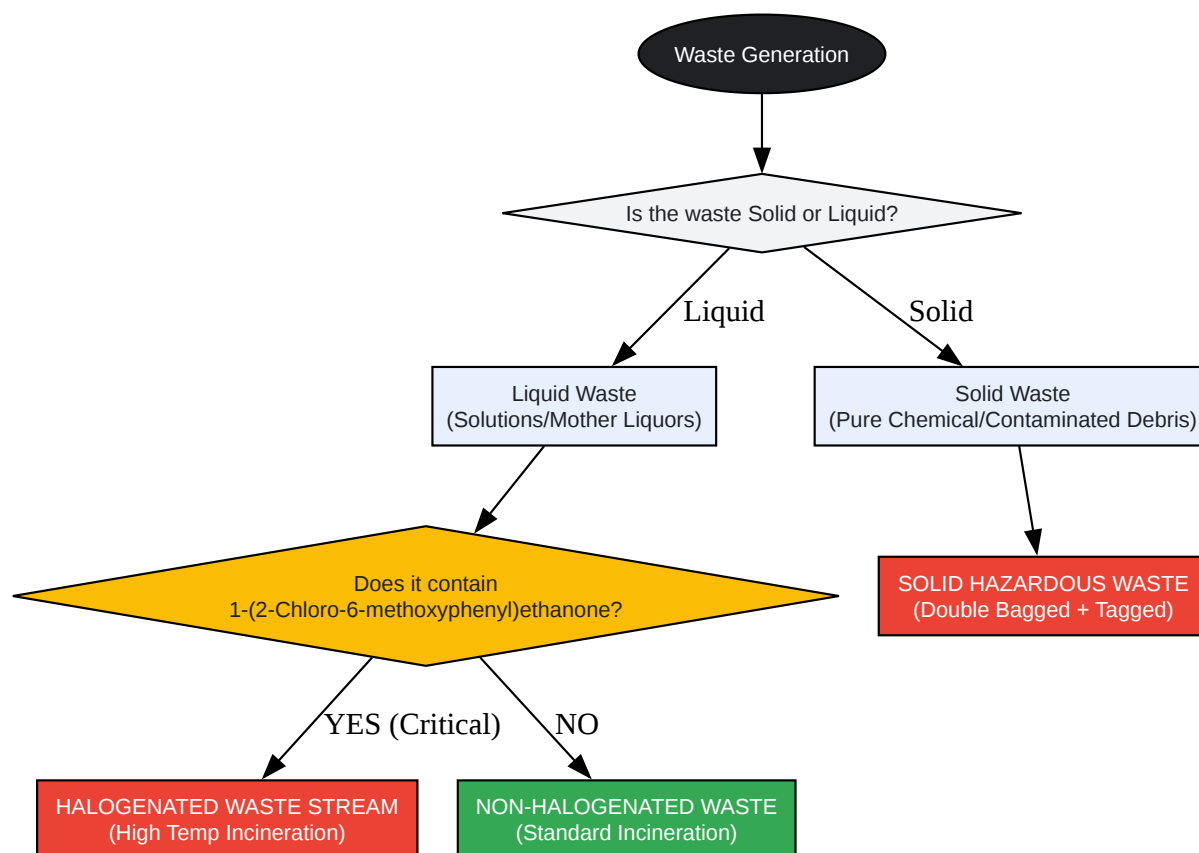 Waste Generation
Is the waste Solid or Liquid?
Liquid
Solid
Liquid Waste
(Solutions/Mother Liquors)
Solid Waste
(Pure Chemical/Contaminated Debris)
Does it contain
1-(2-Chloro-6-methoxyphenyl)ethanone?
SOLID HAZARDOUS WASTE
(Double Bagged + Tagged)
YES (Critical)
NO
HALOGENATED WASTE STREAM
(High Temp Incineration)
NON-HALOGENATED WASTE
(Standard Incineration)